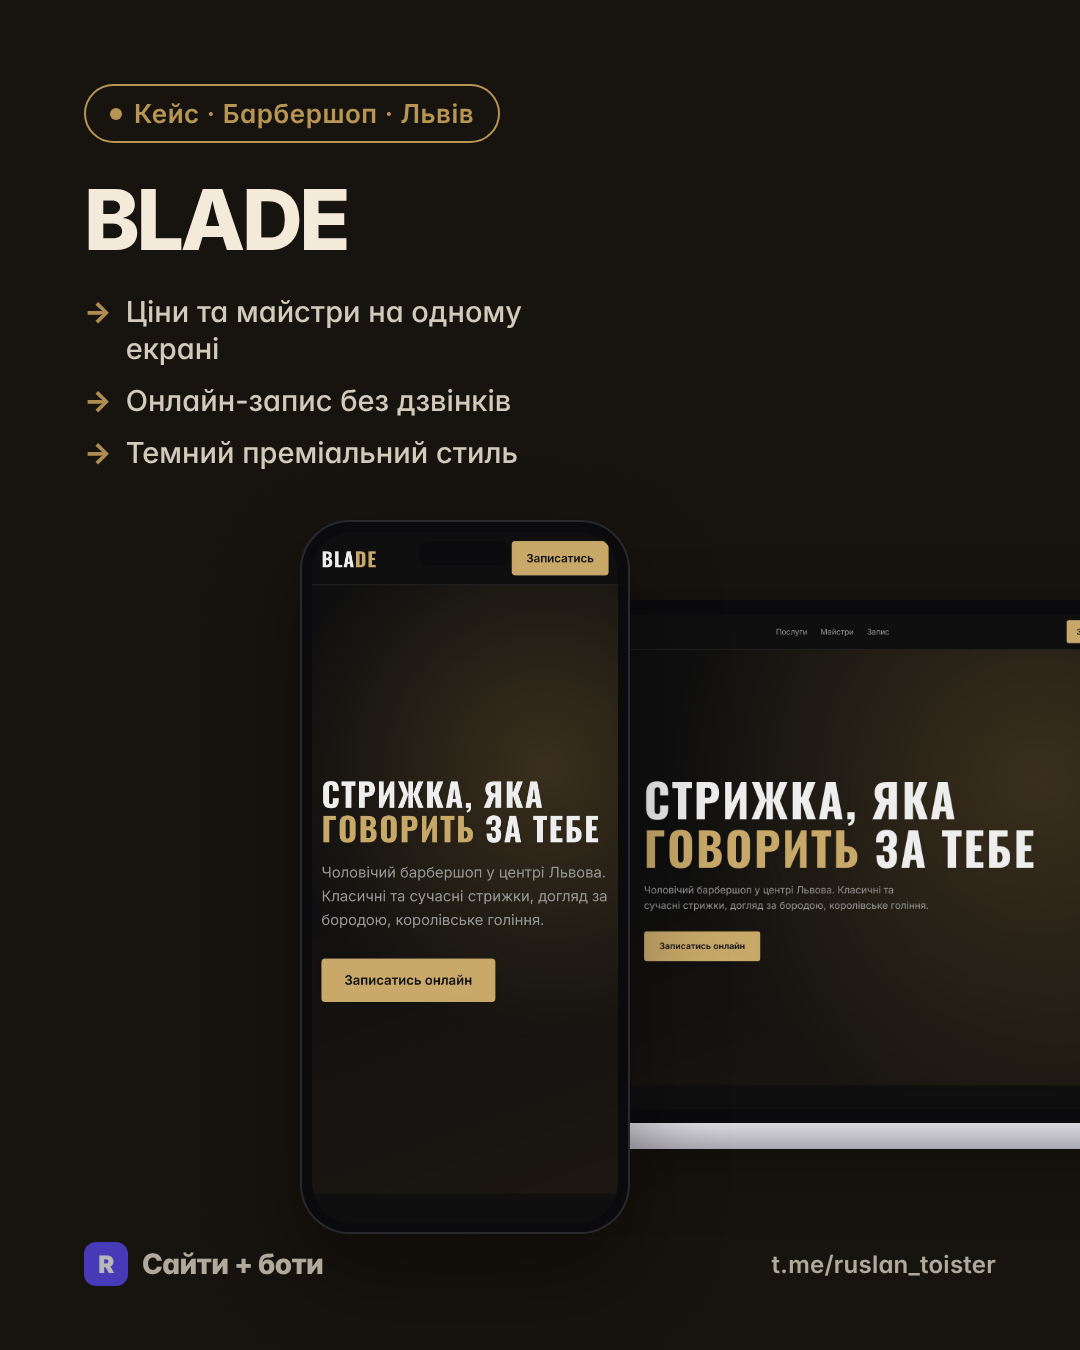 Кейс · Барбершоп · Львів
BLADE
→ Ціни та майстри на одному
екрані
→ Онлайн-запис без дзвінків
→ Темний преміальний стиль
BLADE
Записатись
СТРИЖКА, ЯКА
ГОВОРИТЬ ЗА ТЕБЕ
Чоловічий барбершоп у центрі Львова.
Класичні та сучасні стрижки, догляд за
бородою, королівське гоління.
Записатись онлайн
Послуги Майстри Запис
СТРИЖКА, ЯКА
ГОВОРИТЬ ЗА ТЕБЕ
Чоловічий барбершоп у центрі Львова. Класичні та
сучасні стрижки, догляд за бородою, королівське гоління.
Записатись онлайн
R Сайти + боти
t.me/ruslan_toister